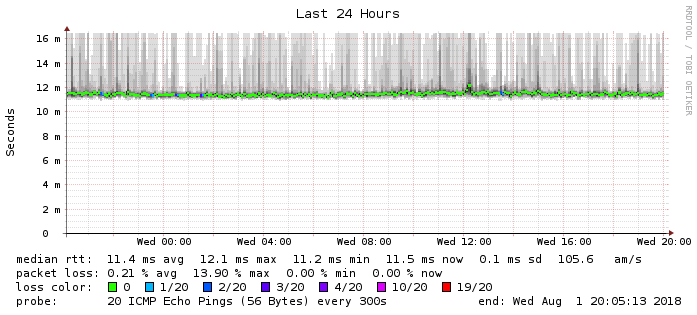 Last 24 Hours
RRDTOOL / TOBI OETIKER
Seconds
16 m
14 m
12 m
10 m
8 m
6 m
4 m
2 m
0
Wed 00:00 Wed 04:00 Wed 08:00 Wed 12:00 Wed 16:00 Wed 20:00
median rtt: 11.4 ms avg 12.1 ms max 11.2 ms min 11.5 ms now 0.1 ms sd 105.6 am/s
packet loss: 0.21 % avg 13.90 % max 0.00 % min 0.00 % now
loss color: 0 1/20 2/20 3/20 4/20 10/20 19/20
probe: 20 ICMP Echo Pings (56 Bytes) every 300s end: Wed Aug 1 20:05:13 2018